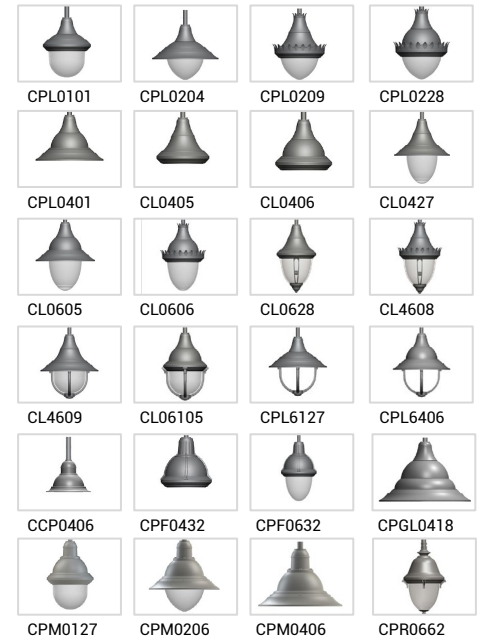 CPL0101 CPL0204 CPL0209 CPL0228
CPL0401 CL0405 CL0406 CL0427
CL0605 CL0606 CL0628 CL4608
CL4609 CL06105 CPL6127 CPL6406
CCP0406 CPF0432 CPF0632 CPGL0418
CPM0127 CPM0206 CPM0406 CPR0662